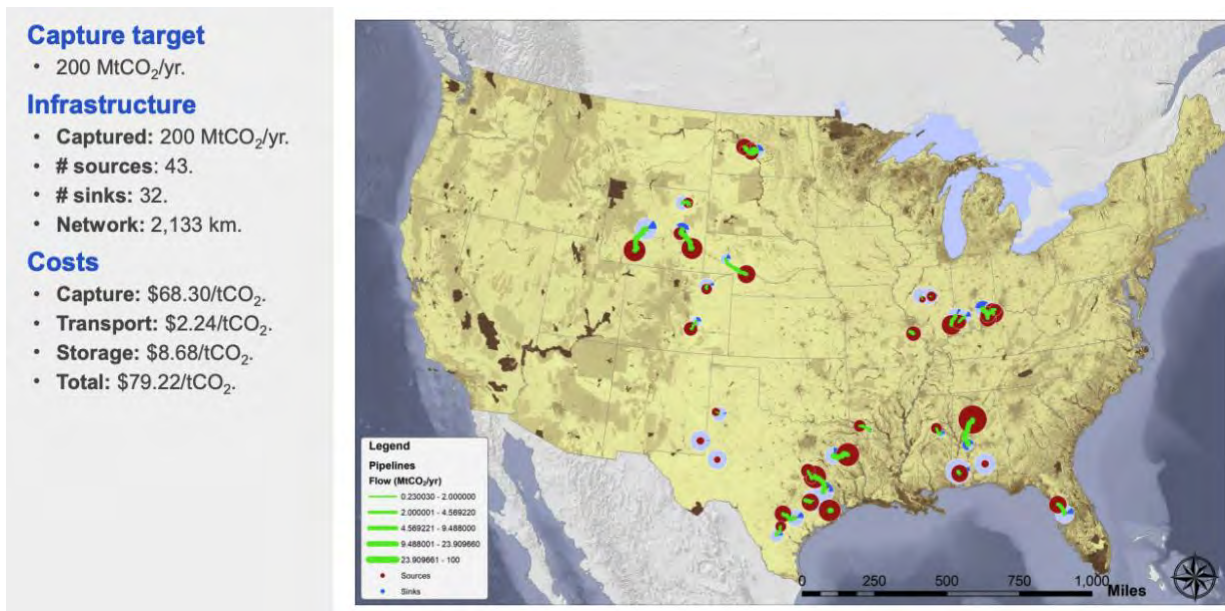 Capture target
• 200 MtCO₂/yr.
Infrastructure
• Captured: 200 MtCO₂/yr.
• # sources: 43.
• # sinks: 32.
• Network: 2,133 km.
Costs
• Capture: $68.30/tCO₂.
• Transport: $2.24/tCO₂.
• Storage: $8.68/tCO₂.
• Total: $79.22/tCO₂.
Legend
Pipelines
Flow (MtCO₂/yr)
0.230030 - 2.000000
2.000001 - 4.569220
4.569221 - 9.488000
9.488001 - 23.909660
23.909661 - 100
Sources
Sinks
0 250 500 750 1,000
Miles